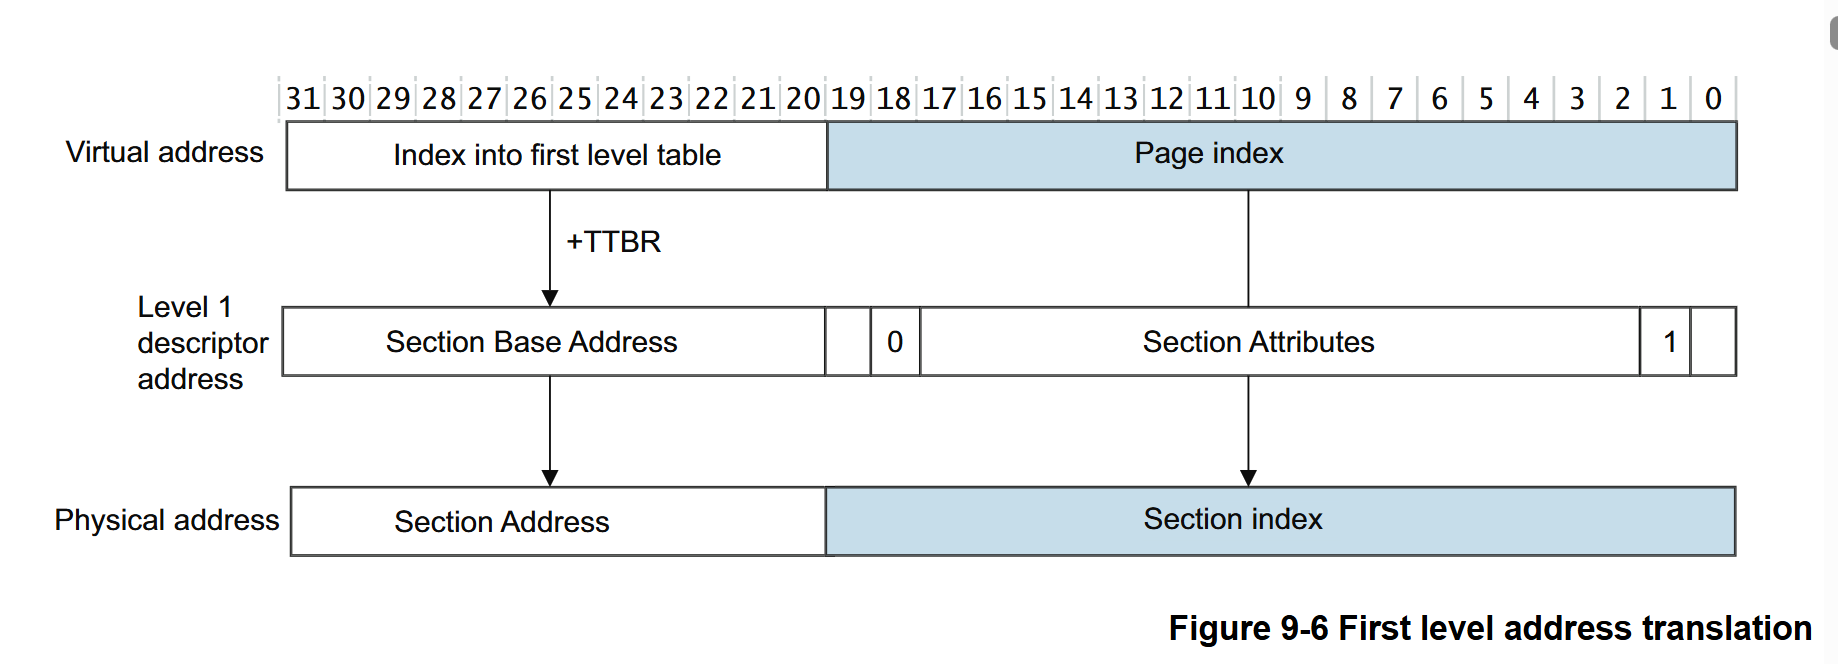 31 30 29 28 27 26 25 24 23 22 21 20 19 18 17 16 15 14 13 12 11 10 9 8 7 6 5 4 3 2 1 0
Virtual address
Index into first level table
Page index
+TTBR
Level 1
descriptor
address
Section Base Address
0
Section Attributes
1
Physical address
Section Address
Section index
Figure 9-6 First level address translation